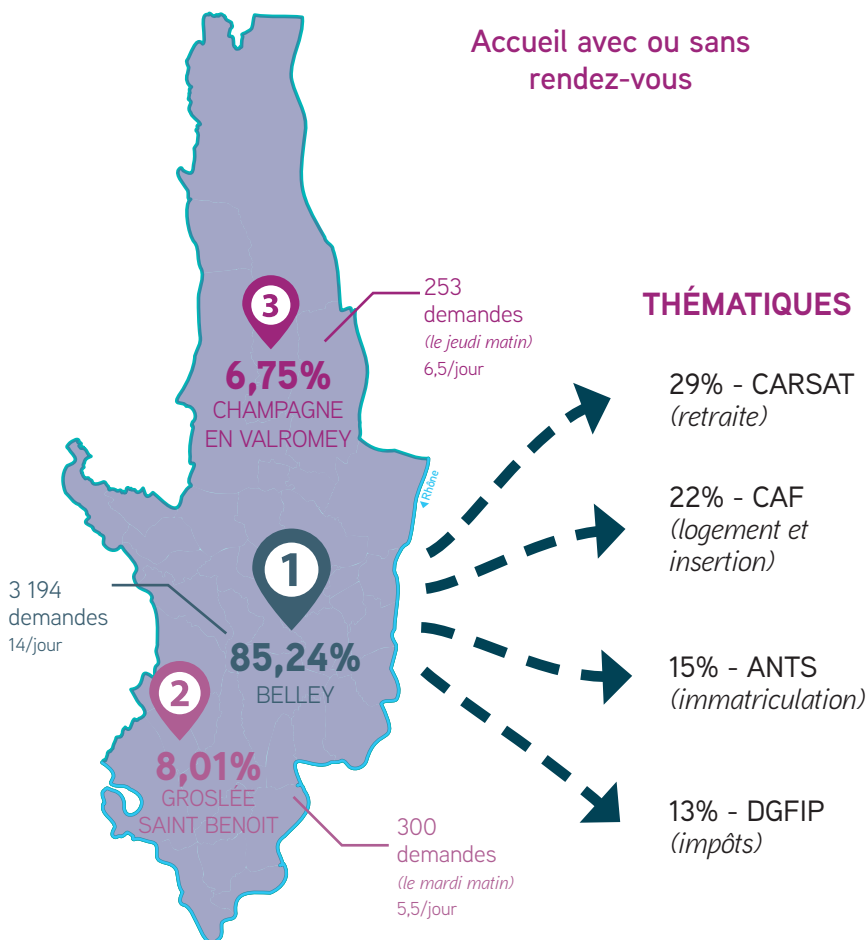 Accueil avec ou sans
rendez-vous
3
6,75%
CHAMPAGNE
EN VALROMEY
253
demandes
(le jeudi matin)
6,5/jour
Rhône
1
85,24%
BELLEY
3 194
demandes
14/jour
2
8,01%
GROSLÉE
SAINT BENOIT
300
demandes
(le mardi matin)
5,5/jour
THÉMATIQUES
29% - CARSAT
(retraite)
22% - CAF
(logement et
insertion)
15% - ANTS
(immatriculation)
13% - DGFIP
(impôts)